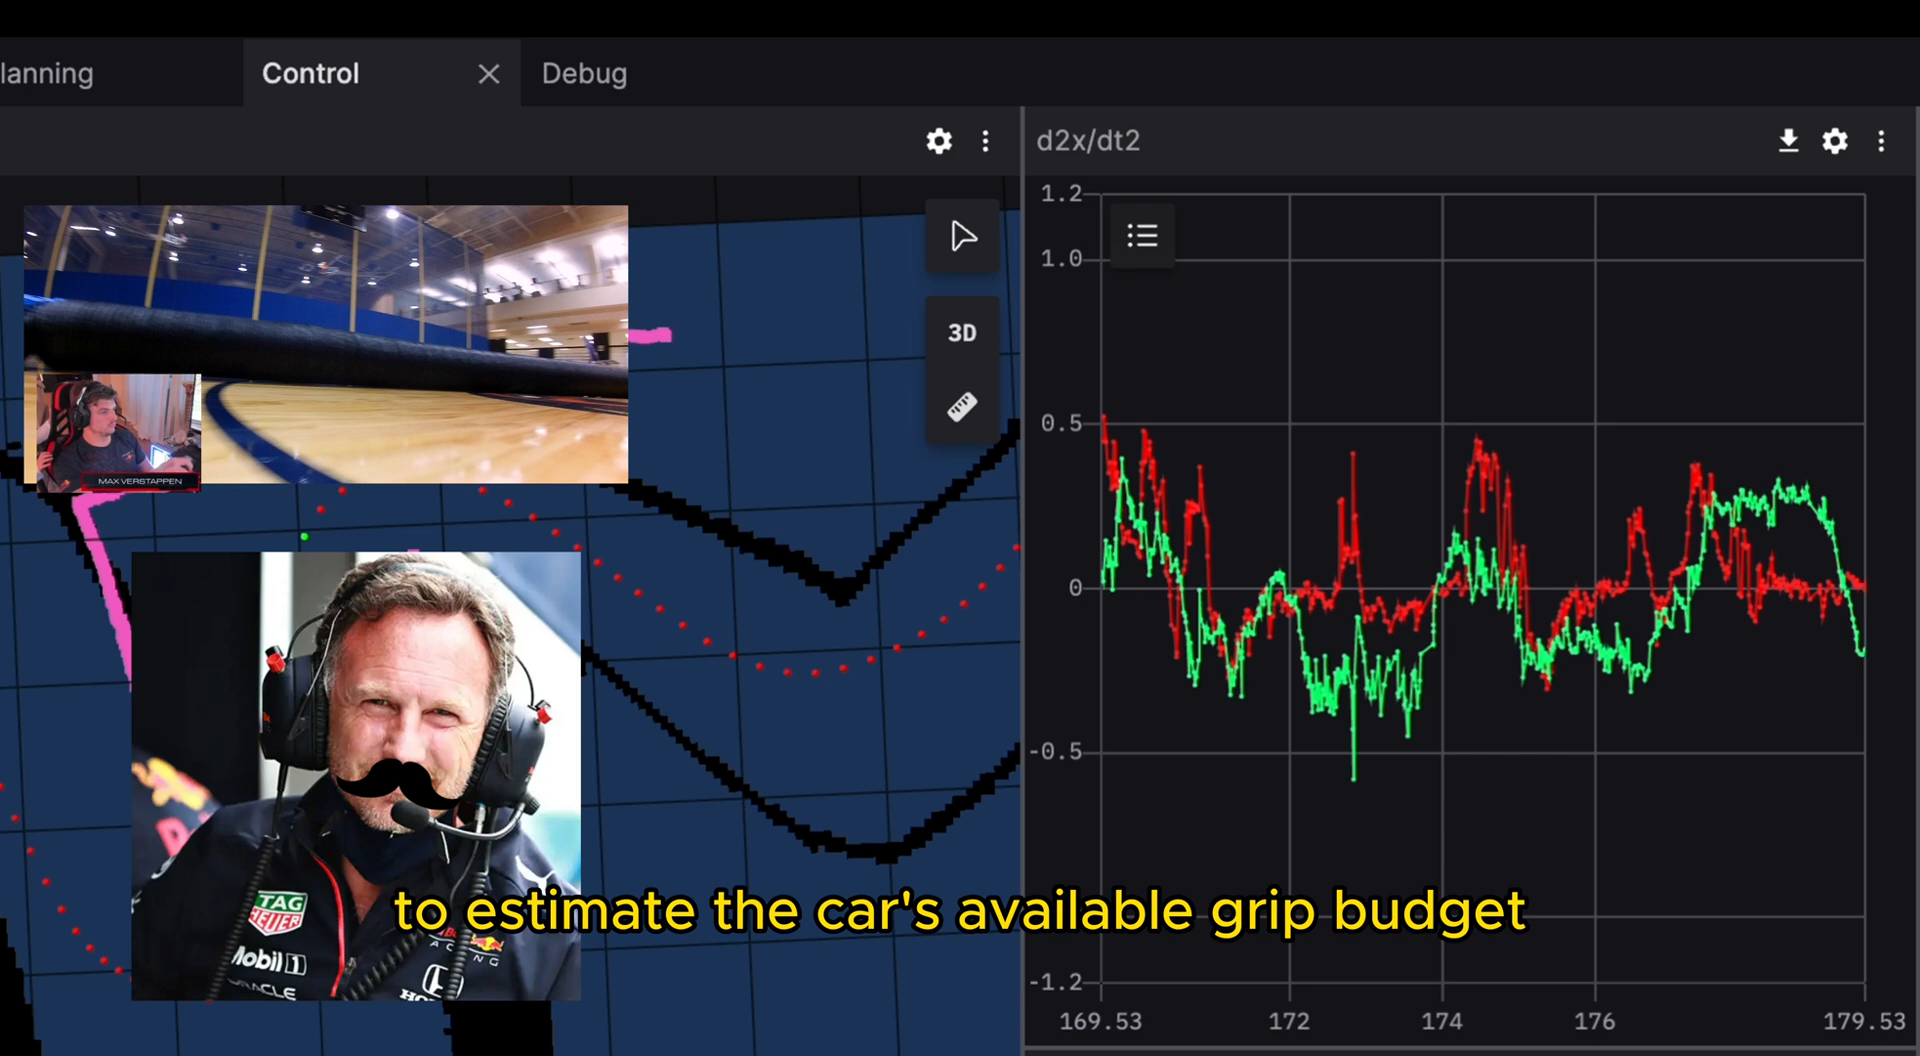 lanning
Control
Debug
d2x/dt2
1.2
1.0
3D
0.5
0
-0.5
-1.2
169.53
172
174
176
179.53
MAX VERSTAPPEN
TAG
HEUER
Mobil 1
ORACLE
to estimate the car's available grip budget